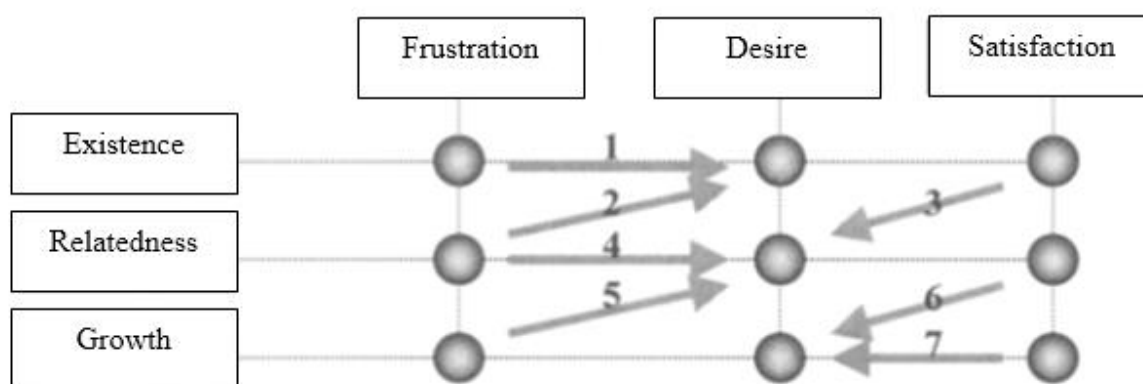 Frustration
Desire
Satisfaction
Existence
1
2
3
Relatedness
4
5
6
Growth
7